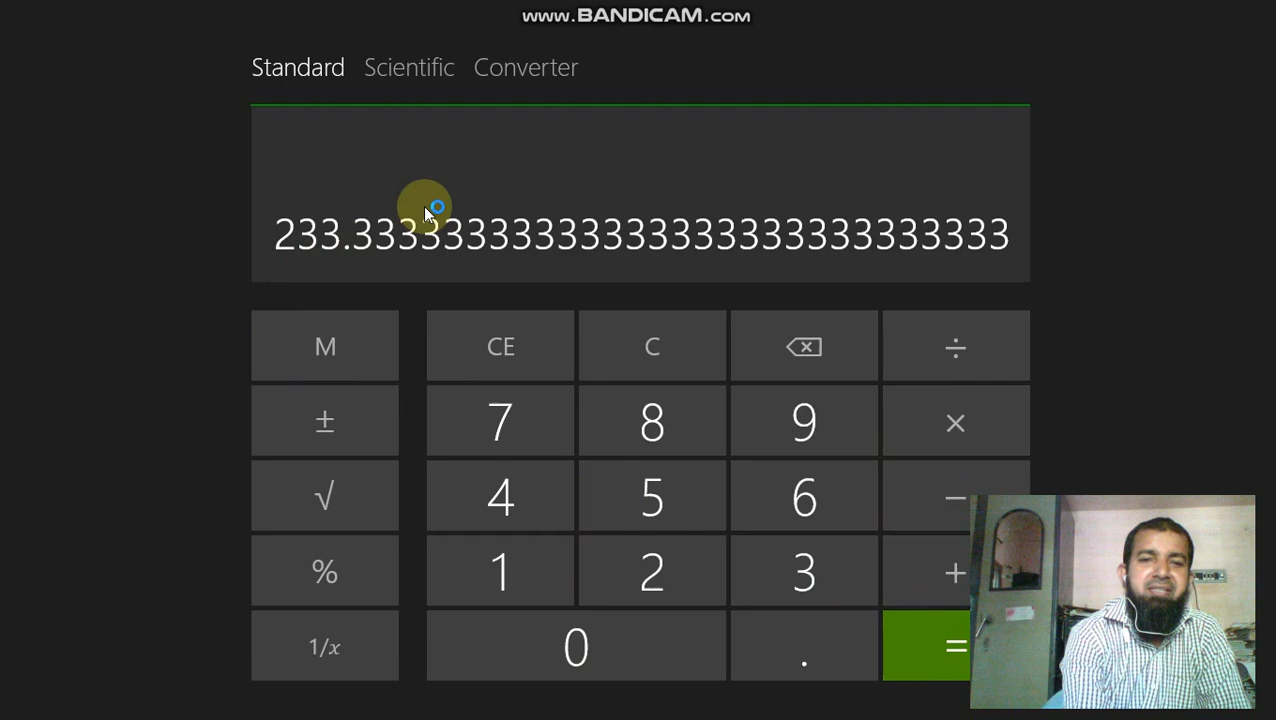 www.BANDICAM.com
Standard Scientific Converter
233.33333333333333333333333333333
M CE C ÷
± 7 8 9 ×
√ 4 5 6 −
% 1 2 3 +
1/x 0 . =